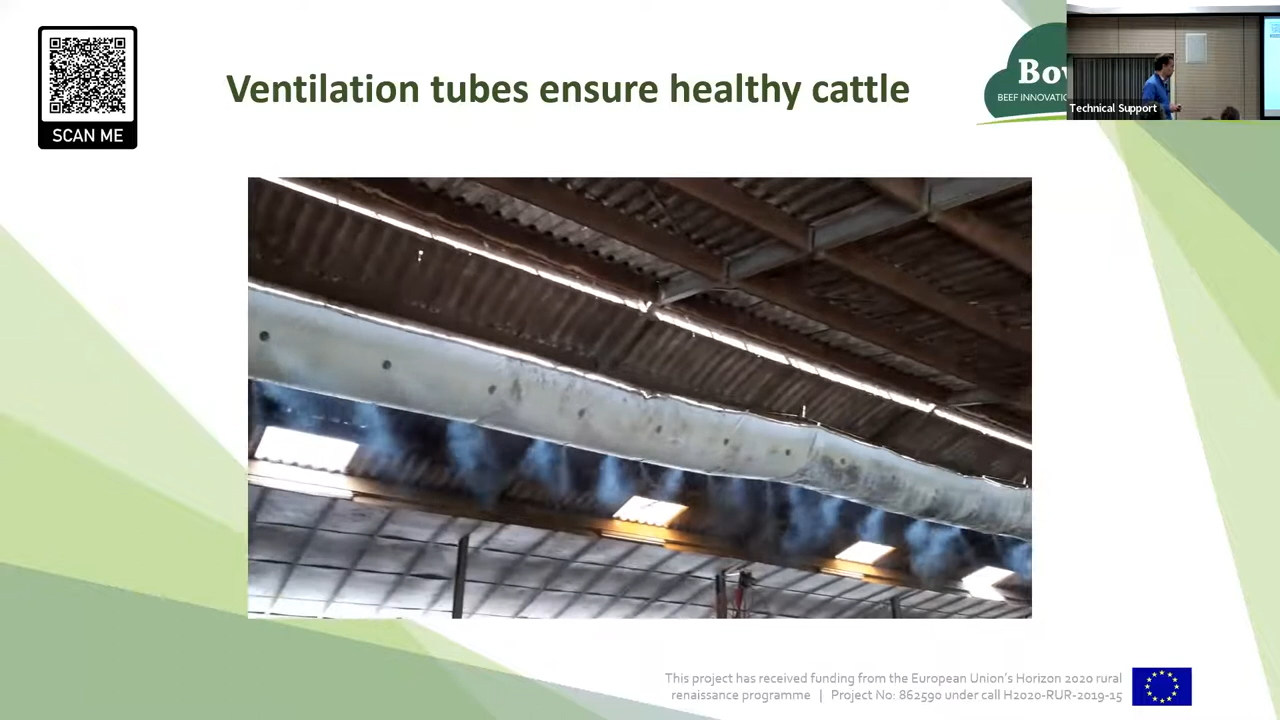 SCAN ME
Ventilation tubes ensure healthy cattle
Bov
BEEF INNOVATIO
Technical Support
This project has received funding from the European Union's Horizon 2020 rural
renaissance programme | Project No: 862590 under call H2020-RUR-2019-15